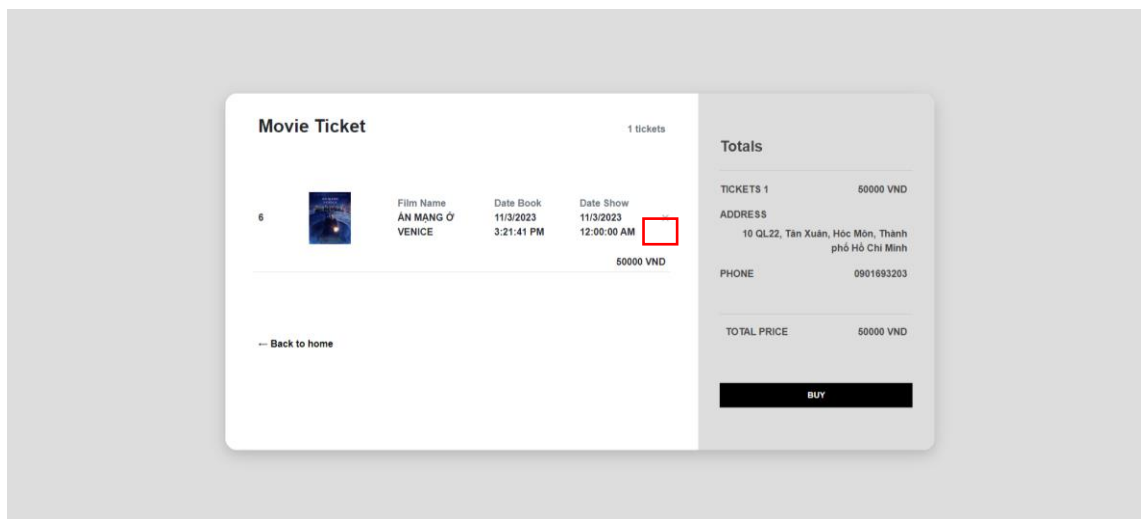 Movie Ticket
1 tickets
6
Film Name
ÁN MẠNG Ở
VENICE
Date Book
11/3/2023
3:21:41 PM
Date Show
11/3/2023
12:00:00 AM
×
50000 VND
← Back to home
Totals
TICKETS 1 50000 VND
ADDRESS
10 QL22, Tân Xuân, Hóc Môn, Thành
phố Hồ Chí Minh
PHONE 0901693203
TOTAL PRICE 50000 VND
BUY